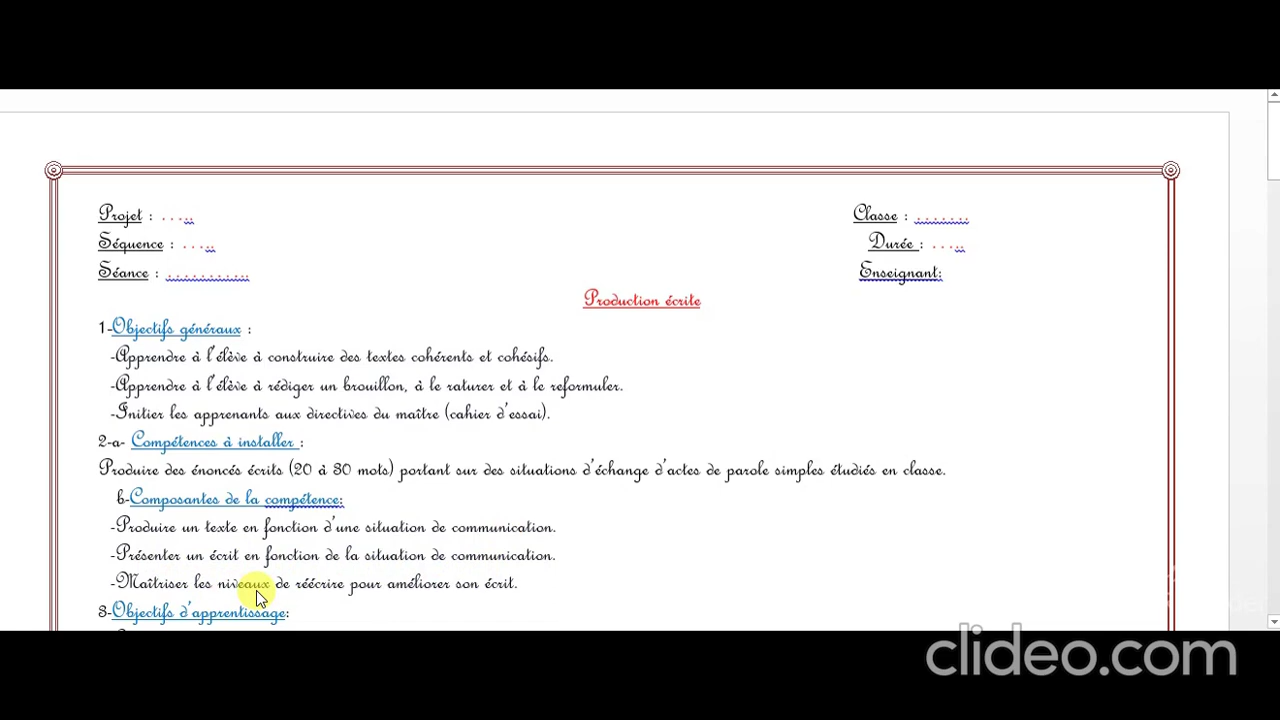 Projet : ..... Classe : .......
Séquence : ..... Durée : .....
Séance : ........... Enseignant:
Production écrite
1-Objectifs généraux :
-Apprendre à l'élève à construire des textes cohérents et cohésifs.
-Apprendre à l'élève à rédiger un brouillon, à le raturer et à le reformuler.
-Initier les apprenants aux directives du maître (cahier d'essai).
2-a- Compétences à installer :
Produire des énoncés écrits (20 à 30 mots) portant sur des situations d'échange d'actes de parole simples étudiés en classe.
b-Composantes de la compétence:
-Produire un texte en fonction d'une situation de communication.
-Présenter un écrit en fonction de la situation de communication.
-Maîtriser les niveaux de réécrire pour améliorer son écrit.
3-Objectifs d'apprentissage:
clideo.com